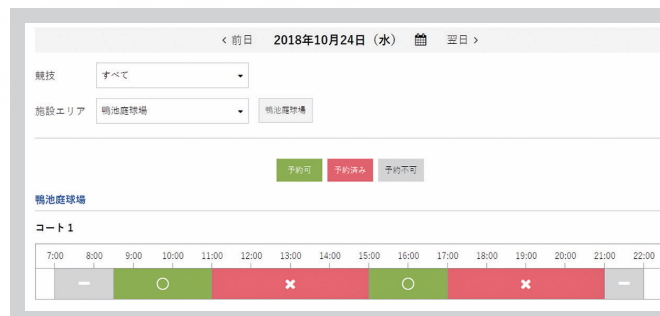 < 前日 2018年10月24日（水） 翌日 >
競技 すべて
施設エリア 鴨池庭球場 鴨池庭球場
予約可 予約済み 予約不可
鴨池庭球場
コート1
7:00 8:00 9:00 10:00 11:00 12:00 13:00 14:00 15:00 16:00 17:00 18:00 19:00 20:00 21:00 22:00